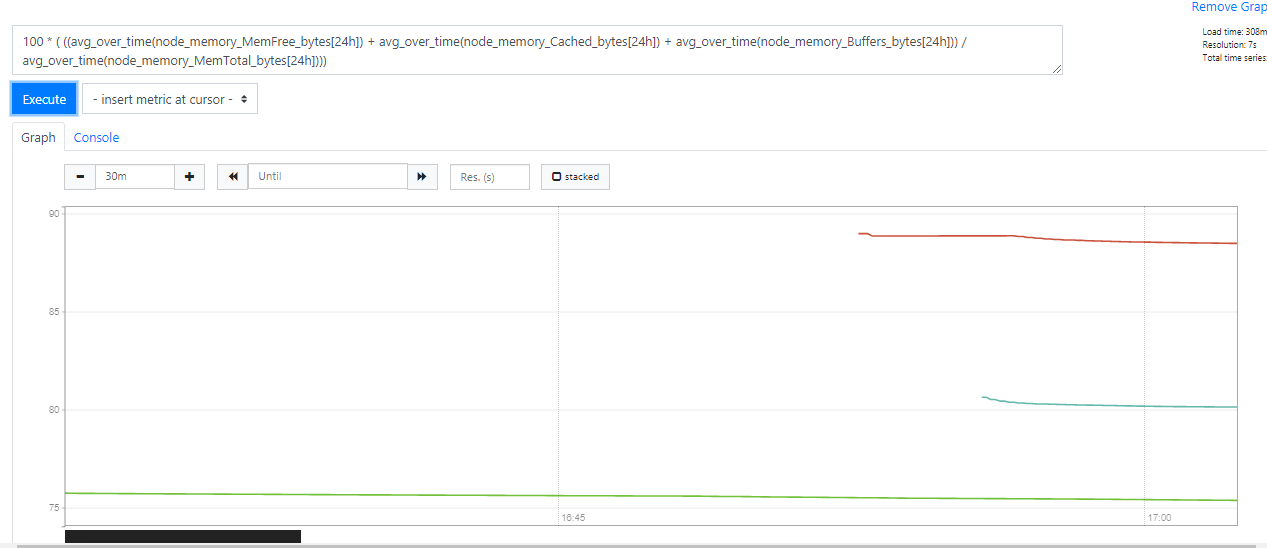 Remove Grap
100 * ( ((avg_over_time(node_memory_MemFree_bytes[24h]) + avg_over_time(node_memory_Cached_bytes[24h]) + avg_over_time(node_memory_Buffers_bytes[24h])) /
avg_over_time(node_memory_MemTotal_bytes[24h])))
Load time: 308m
Resolution: 7s
Total time series:
Execute
- insert metric at cursor -
Graph
Console
30m
Until
Res. (s)
stacked
90
85
80
75
16:45
17:00